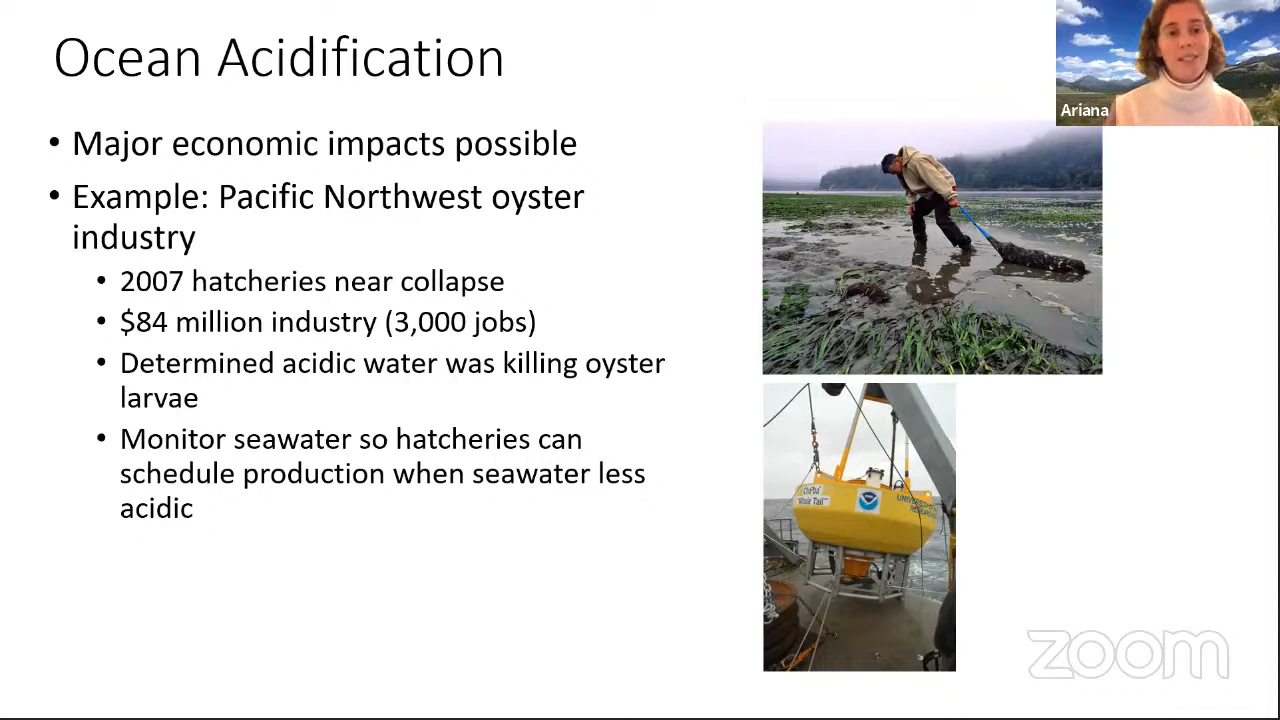 Ocean Acidification
Ariana
• Major economic impacts possible
• Example: Pacific Northwest oyster
industry
• 2007 hatcheries near collapse
• $84 million industry (3,000 jobs)
• Determined acidic water was killing oyster
larvae
• Monitor seawater so hatcheries can
schedule production when seawater less
acidic
Whale Tail
zoom